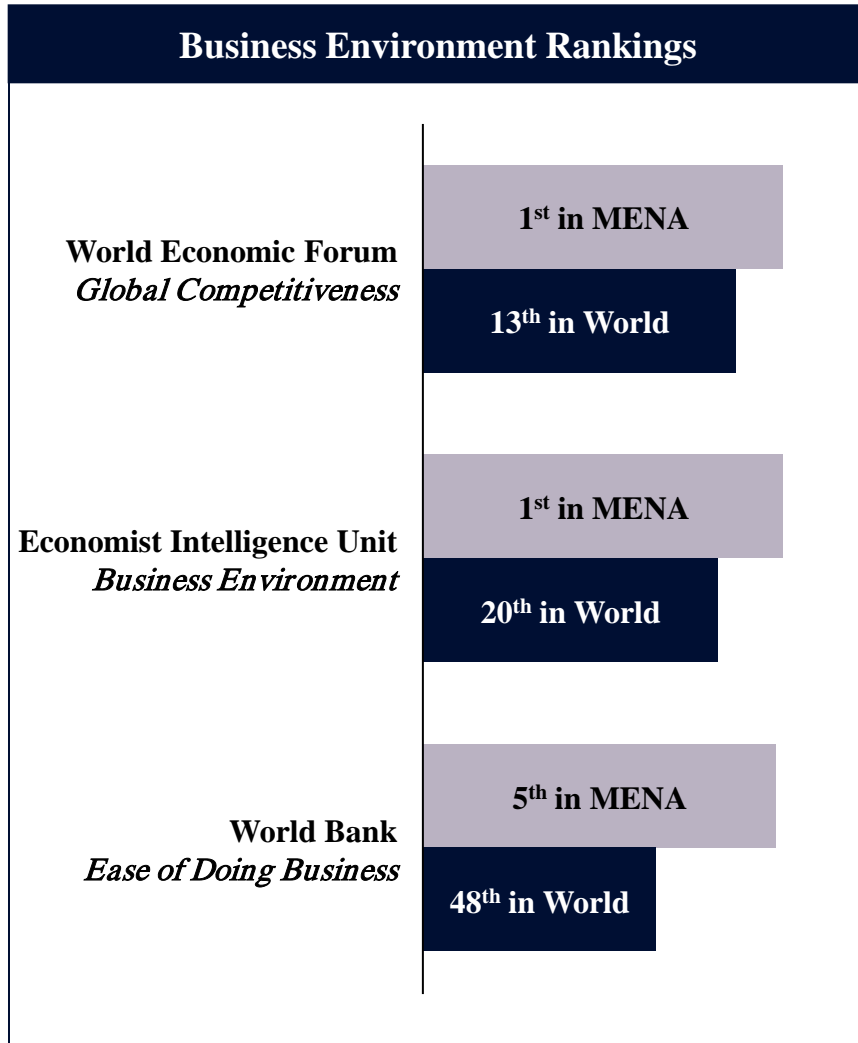 Business Environment Rankings
World Economic Forum
Global Competitiveness
1st in MENA
13th in World
Economist Intelligence Unit
Business Environment
1st in MENA
20th in World
World Bank
Ease of Doing Business
5th in MENA
48th in World